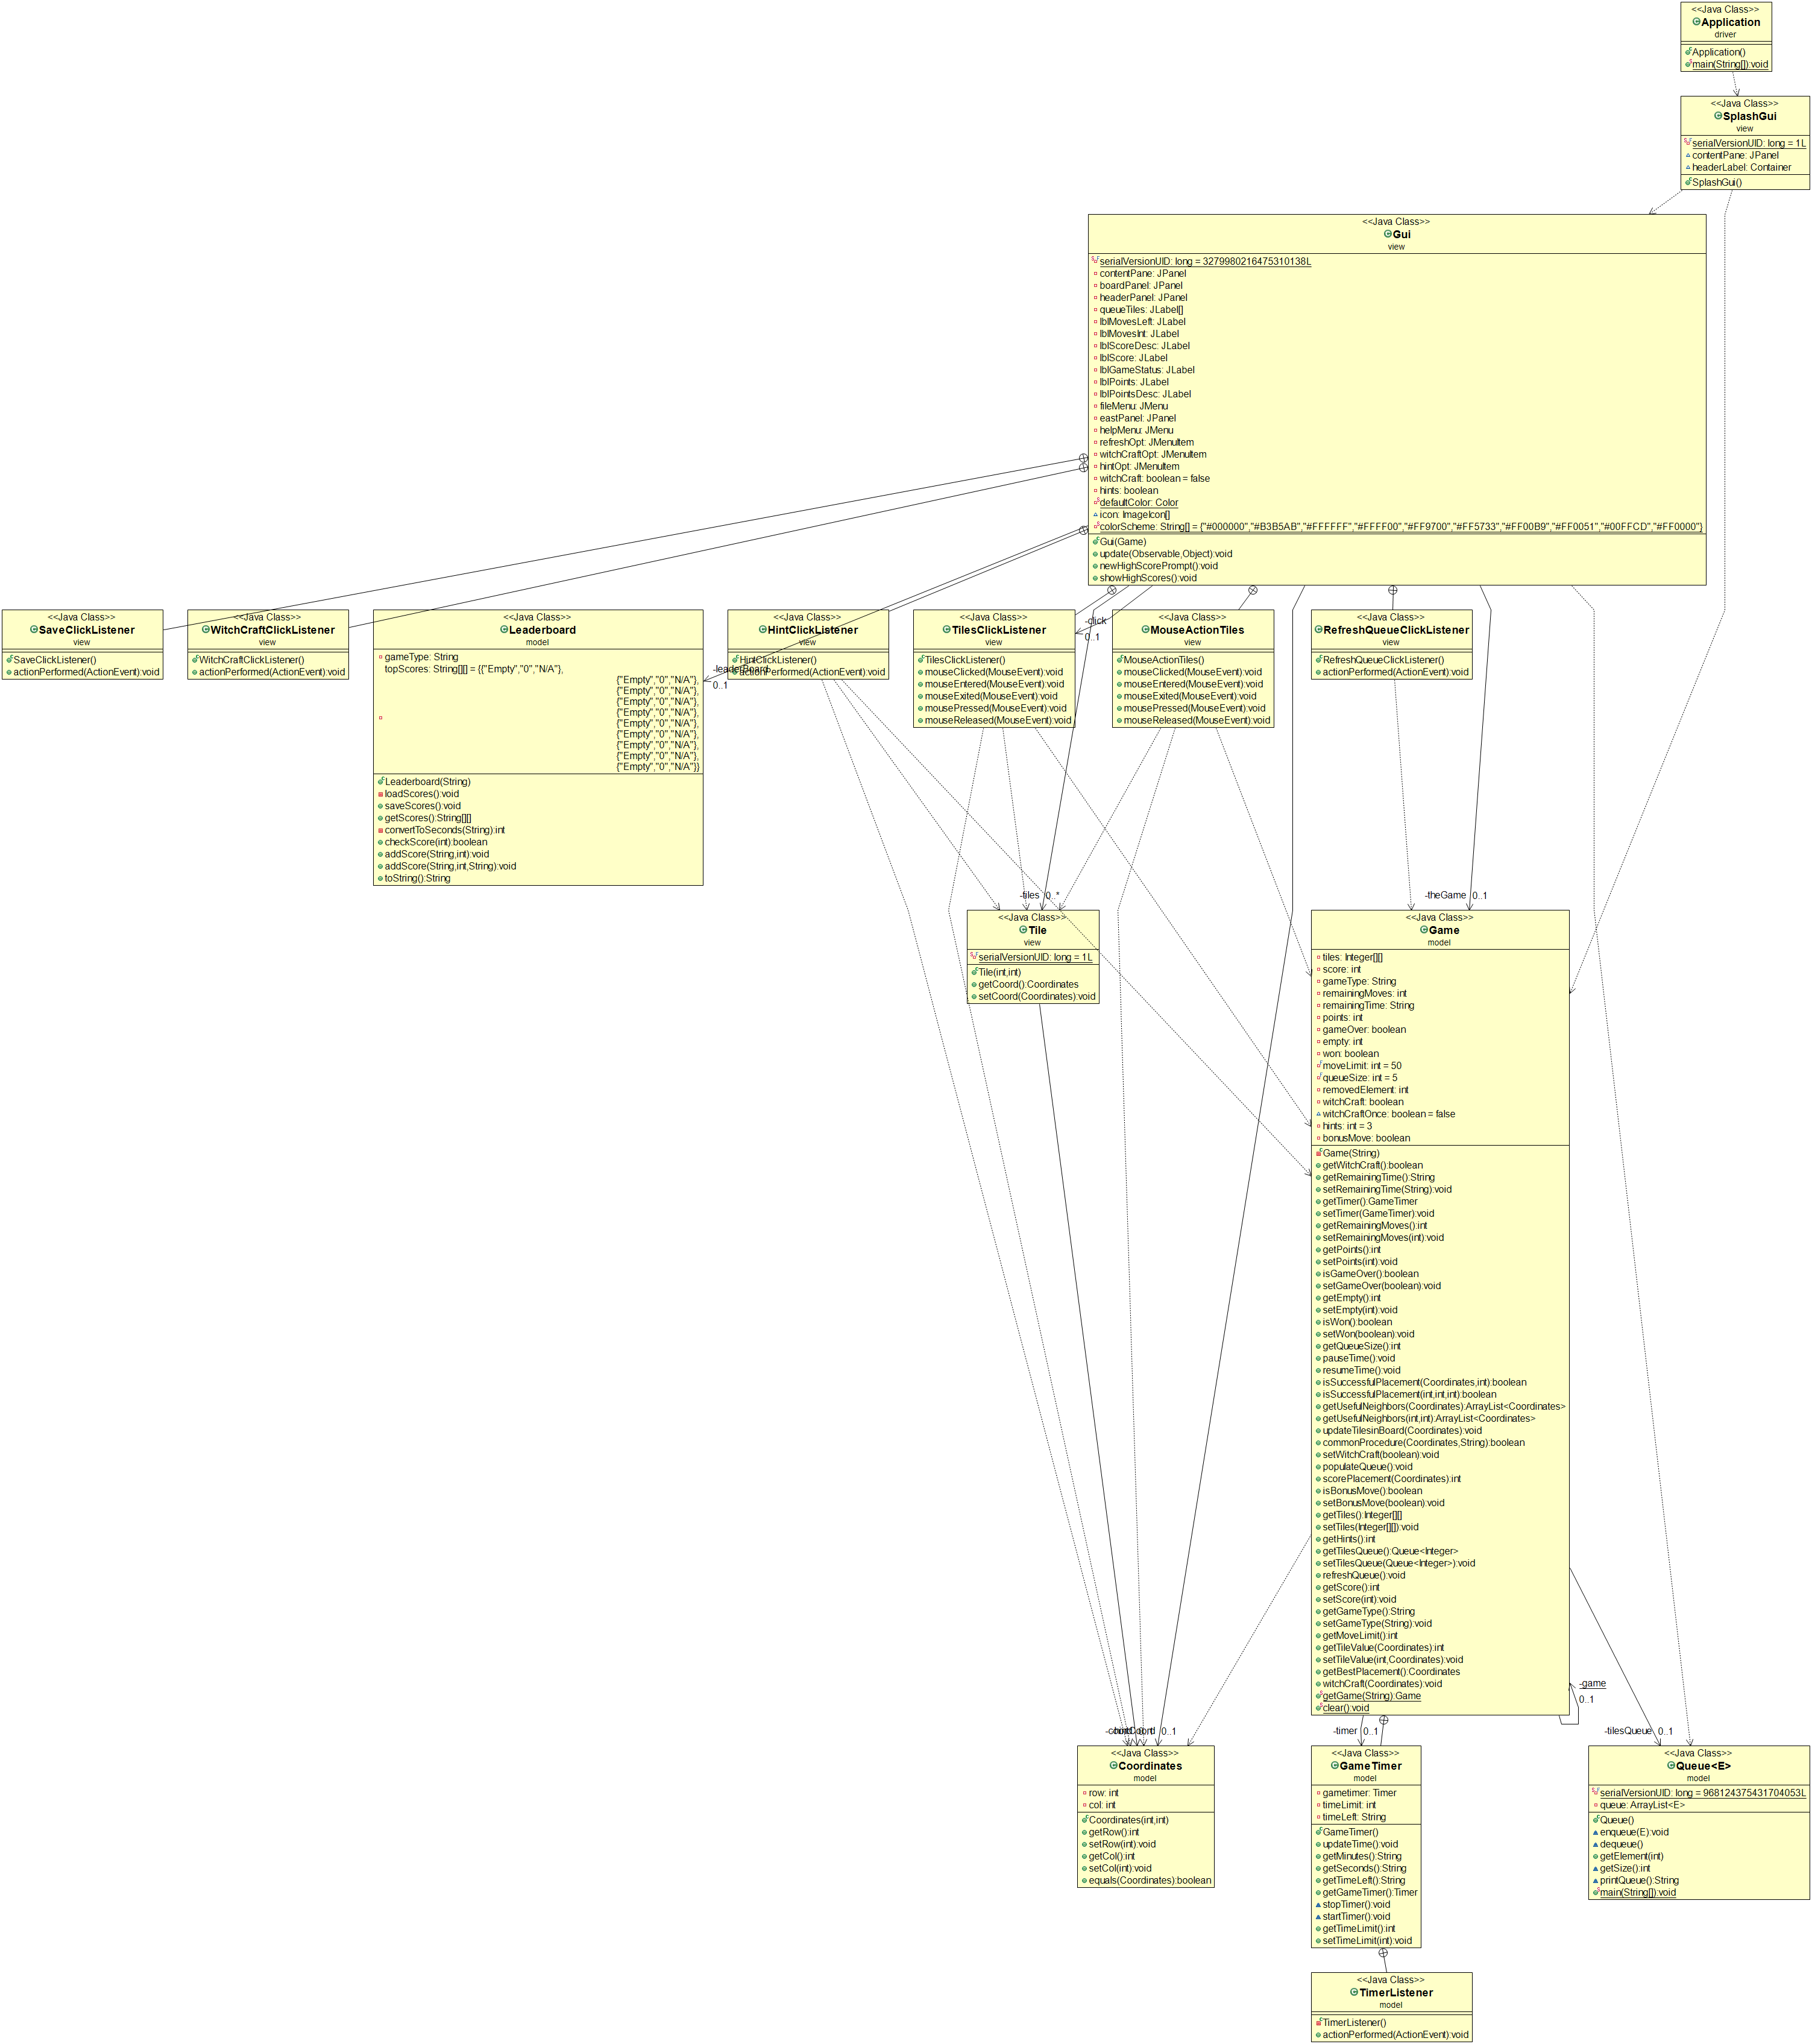 <<Java Class>>
Application
driver
Application()
main(String[]):void
<<Java Class>>
SplashGui
view
serialVersionUID: long = 1L
contentPane: JPanel
headerLabel: Container
SplashGui()
<<Java Class>>
Gui
view
serialVersionUID: long = 3279980216475310138L
contentPane: JPanel
boardPanel: JPanel
headerPanel: JPanel
queueTiles: JLabel[]
lblMovesLeft: JLabel
lblMovesInt: JLabel
lblScoreDesc: JLabel
lblScore: JLabel
lblGameStatus: JLabel
lblPoints: JLabel
lblPointsDesc: JLabel
fileMenu: JMenu
eastPanel: JPanel
helpMenu: JMenu
refreshOpt: JMenuItem
witchCraftOpt: JMenuItem
hintOpt: JMenuItem
witchCraft: boolean = false
hints: boolean
defaultColor: Color
icon: ImageIcon[]
colorScheme: String[] = {"#000000","#B3B5AB","#FFFFFF","#FFFF00","#FF9700","#FF5733","#FF00B9","#FF0051","#00FFCD","#FF0000"}
Gui(Game)
update(Observable,Object):void
newHighScorePrompt():void
showHighScores():void
<<Java Class>>
SaveClickListener
view
SaveClickListener()
actionPerformed(ActionEvent):void
<<Java Class>>
WitchCraftClickListener
view
WitchCraftClickListener()
actionPerformed(ActionEvent):void
<<Java Class>>
Leaderboard
model
gameType: String
topScores: String[][] = {{"Empty","0","N/A"},
{"Empty","0","N/A"},
{"Empty","0","N/A"},
{"Empty","0","N/A"},
{"Empty","0","N/A"},
{"Empty","0","N/A"},
{"Empty","0","N/A"},
{"Empty","0","N/A"},
{"Empty","0","N/A"},
{"Empty","0","N/A"}}
Leaderboard(String)
loadScores():void
saveScores():void
getScores():String[][]
convertToSeconds(String):int
checkScore(int):boolean
addScore(String,int):void
addScore(String,int,String):void
toString():String
-leaderBoard
0..1
<<Java Class>>
HintClickListener
view
HintClickListener()
actionPerformed(ActionEvent):void
<<Java Class>>
TilesClickListener
view
TilesClickListener()
mouseClicked(MouseEvent):void
mouseEntered(MouseEvent):void
mouseExited(MouseEvent):void
mousePressed(MouseEvent):void
mouseReleased(MouseEvent):void
-click
0..1
<<Java Class>>
MouseActionTiles
view
MouseActionTiles()
mouseClicked(MouseEvent):void
mouseEntered(MouseEvent):void
mouseExited(MouseEvent):void
mousePressed(MouseEvent):void
mouseReleased(MouseEvent):void
<<Java Class>>
RefreshQueueClickListener
view
RefreshQueueClickListener()
actionPerformed(ActionEvent):void
-tiles 0..*
<<Java Class>>
Tile
view
serialVersionUID: long = 1L
Tile(int,int)
getCoord():Coordinates
setCoord(Coordinates):void
-theGame 0..1
<<Java Class>>
Game
model
tiles: Integer[][]
score: int
gameType: String
remainingMoves: int
remainingTime: String
points: int
gameOver: boolean
empty: int
won: boolean
moveLimit: int = 50
queueSize: int = 5
removedElement: int
witchCraft: boolean
witchCraftOnce: boolean = false
hints: int = 3
bonusMove: boolean
Game(String)
getWitchCraft():boolean
getRemainingTime():String
setRemainingTime(String):void
getTimer():GameTimer
setTimer(GameTimer):void
getRemainingMoves():int
setRemainingMoves(int):void
getPoints():int
setPoints(int):void
isGameOver():boolean
setGameOver(boolean):void
getEmpty():int
setEmpty(int):void
isWon():boolean
setWon(boolean):void
getQueueSize():int
pauseTime():void
resumeTime():void
isSuccessfulPlacement(Coordinates,int):boolean
isSuccessfulPlacement(int,int,int):boolean
getUsefulNeighbors(Coordinates):ArrayList<Coordinates>
getUsefulNeighbors(int,int):ArrayList<Coordinates>
updateTilesinBoard(Coordinates):void
commonProcedure(Coordinates,String):boolean
setWitchCraft(boolean):void
populateQueue():void
scorePlacement(Coordinates):int
isBonusMove():boolean
setBonusMove(boolean):void
getTiles():Integer[][]
setTiles(Integer[][]):void
getHints():int
getTilesQueue():Queue<Integer>
setTilesQueue(Queue<Integer>):void
refreshQueue():void
getScore():int
setScore(int):void
getGameType():String
setGameType(String):void
getMoveLimit():int
getTileValue(Coordinates):int
setTileValue(int,Coordinates):void
getBestPlacement():Coordinates
witchCraft(Coordinates):void
getGame(String):Game
clear():void
-game
0..1
0..1
<<Java Class>>
Coordinates
model
row: int
col: int
Coordinates(int,int)
getRow():int
setRow(int):void
getCol():int
setCol(int):void
equals(Coordinates):boolean
-timer 0..1
<<Java Class>>
GameTimer
model
gametimer: Timer
timeLimit: int
timeLeft: String
GameTimer()
updateTime():void
getMinutes():String
getSeconds():String
getTimeLeft():String
getGameTimer():Timer
stopTimer():void
startTimer():void
getTimeLimit():int
setTimeLimit(int):void
-tilesQueue 0..1
<<Java Class>>
Queue<E>
model
serialVersionUID: long = 968124375431704053L
queue: ArrayList<E>
Queue()
enqueue(E):void
dequeue()
getElement(int)
getSize():int
printQueue():String
main(String[]):void
<<Java Class>>
TimerListener
model
TimerListener()
actionPerformed(ActionEvent):void